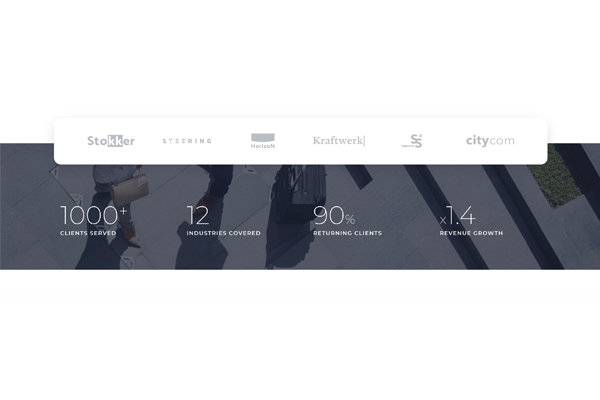 Stokker
STEERING
HorizoN
Kraftwerk|
citycom
1000+
CLIENTS SERVED
12
INDUSTRIES COVERED
90%
RETURNING CLIENTS
x1.4
REVENUE GROWTH